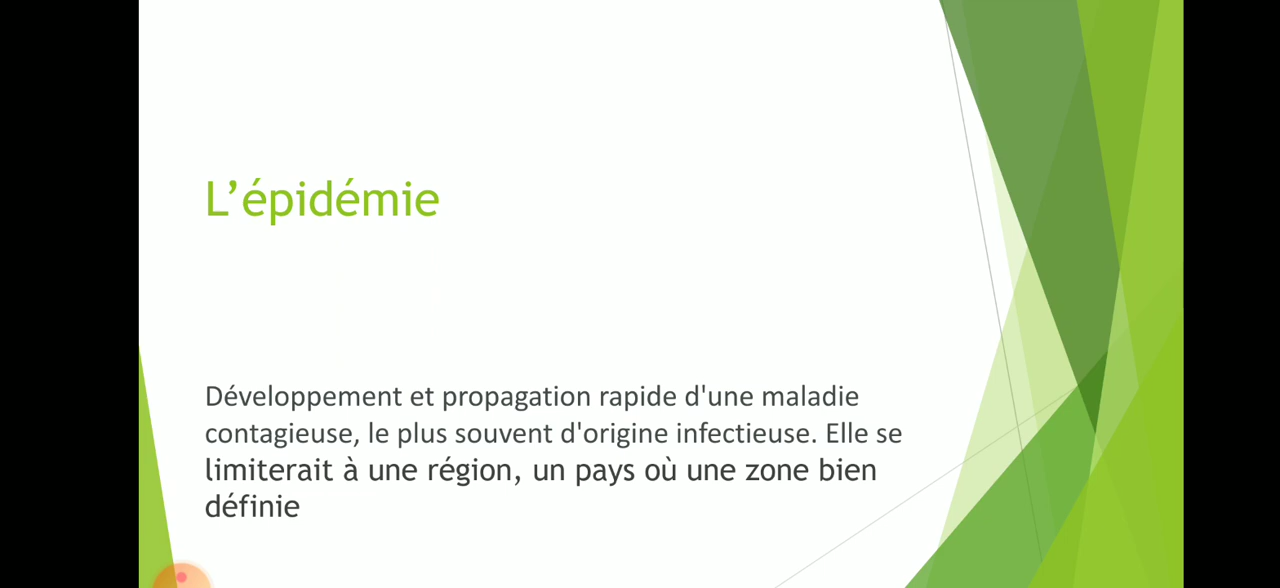 L’épidémie
Développement et propagation rapide d'une maladie
contagieuse, le plus souvent d'origine infectieuse. Elle se
limiterait à une région, un pays où une zone bien
définie